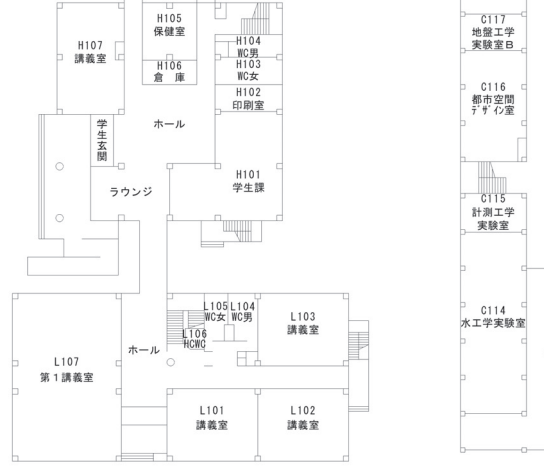 H105
保健室
H107
講義室
H104
WC男
H106
倉 庫
H103
WC女
H102
印刷室
学生玄関
ホール
ラウンジ
H101
学生課
C117
地盤工学
実験室B
C116
都市空間
ﾃﾞｻﾞｲﾝ室
C115
計測工学
実験室
C114
水工学実験室
L105
WC女
L104
WC男
L106
HCWC
L103
講義室
ホール
L107
第１講義室
L101
講義室
L102
講義室